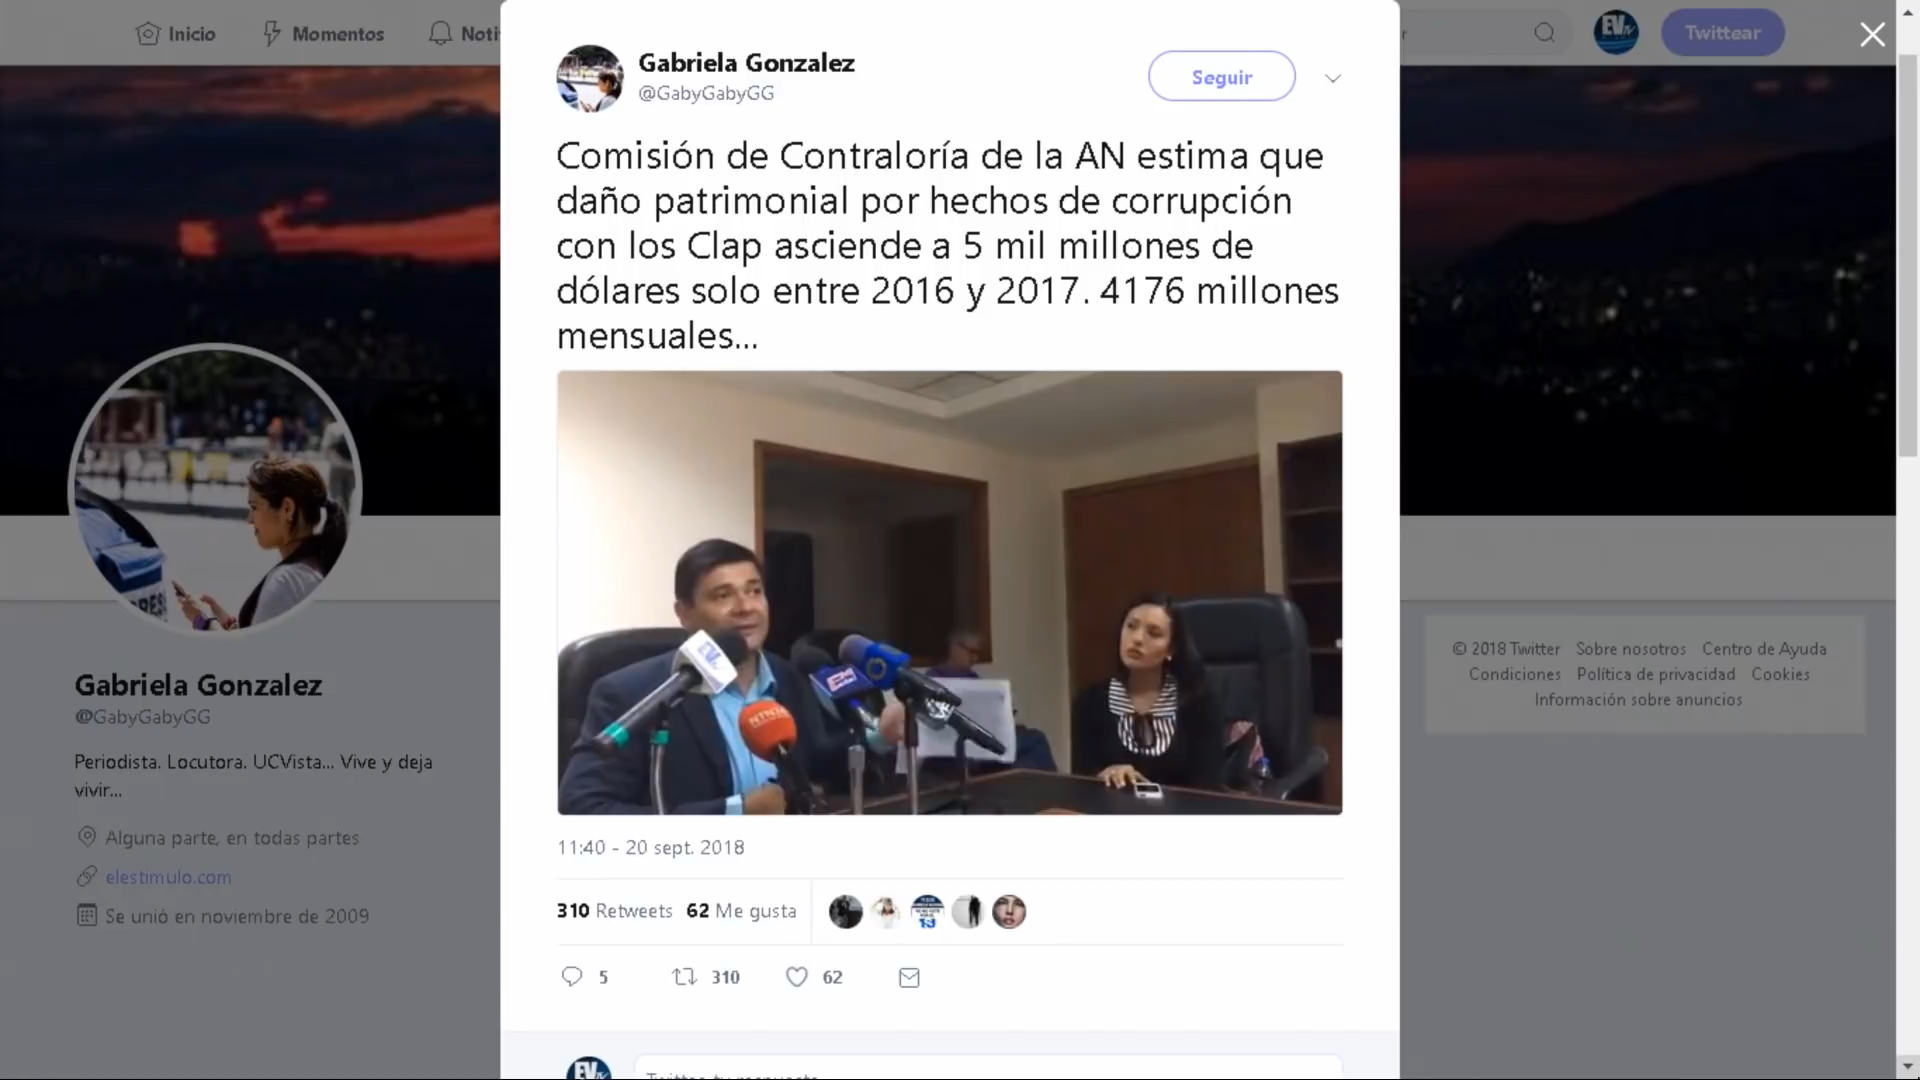 Inicio
Momentos
Noti
Twittear
Gabriela Gonzalez
@GabyGabyGG
Seguir
Comisión de Contraloría de la AN estima que
daño patrimonial por hechos de corrupción
con los Clap asciende a 5 mil millones de
dólares solo entre 2016 y 2017. 4176 millones
mensuales...
EV
NTN24
11:40 - 20 sept. 2018
310 Retweets 62 Me gusta
5 310 62
Gabriela Gonzalez
@GabyGabyGG
Periodista. Locutora. UCVista... Vive y deja
vivir...
Alguna parte, en todas partes
elestimulo.com
Se unió en noviembre de 2009
© 2018 Twitter Sobre nosotros Centro de Ayuda
Condiciones Política de privacidad Cookies
Información sobre anuncios